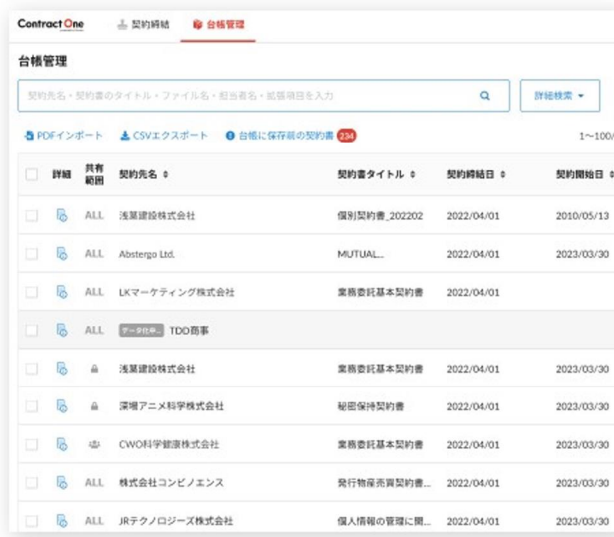 Contract One 契約締結 台帳管理
台帳管理
契約先名・契約書のタイトル・ファイル名・担当者名・拡張項目を入力 詳細検索
PDFインポート CSVエクスポート 台帳に保存前の契約書 234 1〜100/
詳細 共有範囲 契約先名 契約書タイトル 契約締結日 契約開始日
ALL 浅葉建設株式会社 個別契約書_202202 2022/04/01 2010/05/13
ALL Abstergo Ltd. MUTUAL... 2022/04/01 2023/03/30
ALL LKマーケティング株式会社 業務委託基本契約書 2022/04/01
ALL データ化中... TDD商事
浅葉建設株式会社 業務委託基本契約書 2022/04/01 2023/03/30
深堀アニメ科学株式会社 秘密保持契約書 2022/04/01 2023/03/30
CWO科学健康株式会社 業務委託基本契約書 2022/04/01 2023/03/30
ALL 株式会社コンビノエンス 発行物産売買契約書... 2022/04/01 2023/03/30
ALL JRテクノロジーズ株式会社 個人情報の管理に関... 2022/04/01 2023/03/30